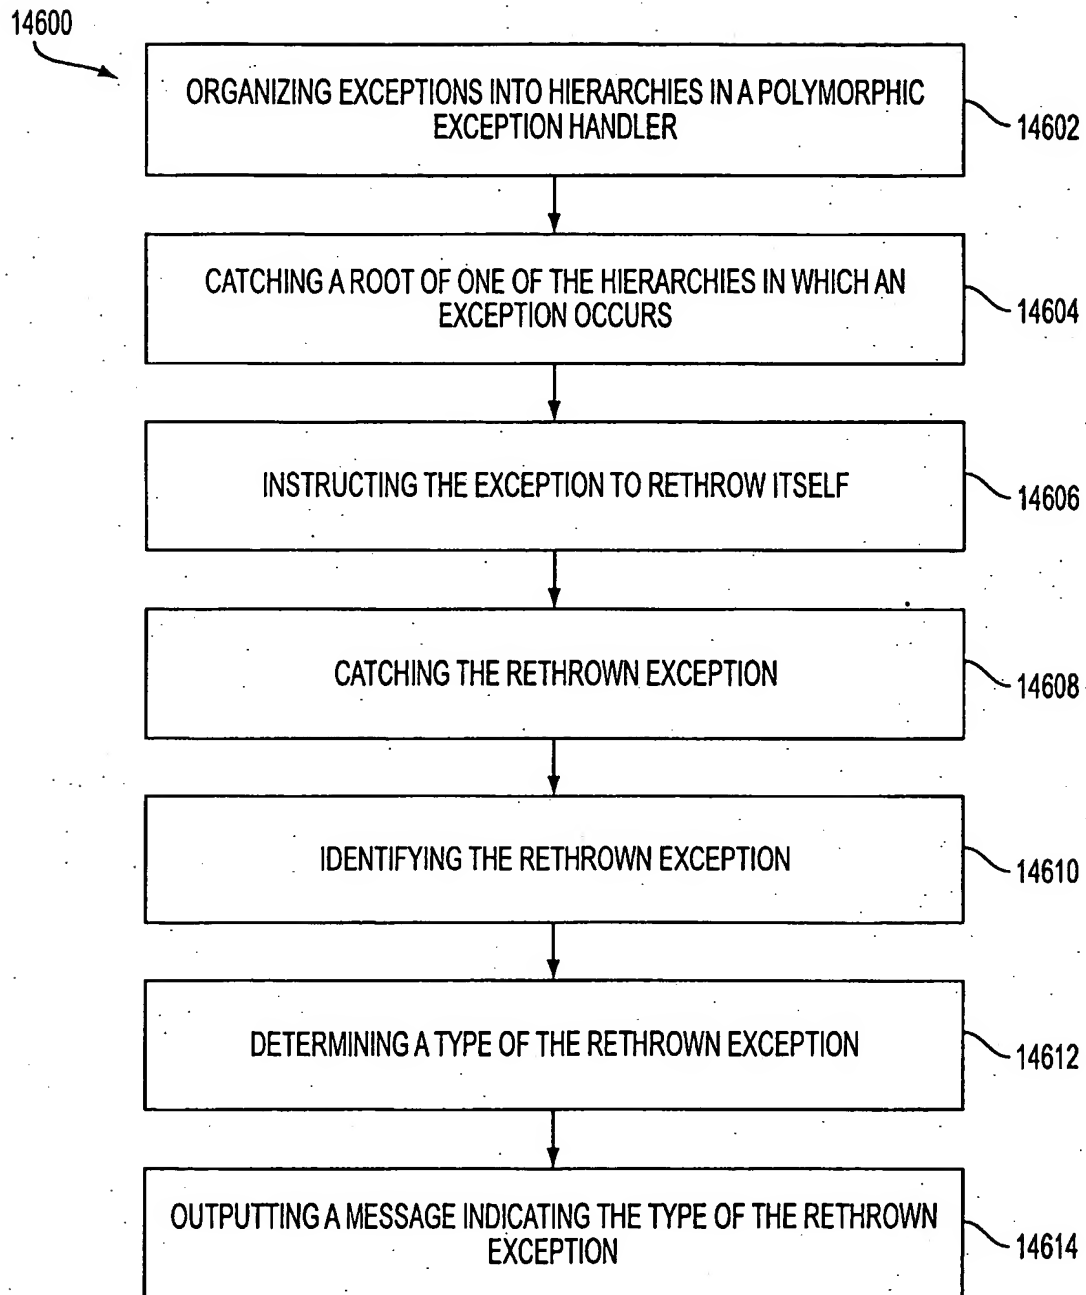 14600
ORGANIZING EXCEPTIONS INTO HIERARCHIES IN A POLYMORPHIC
EXCEPTION HANDLER
14602
CATCHING A ROOT OF ONE OF THE HIERARCHIES IN WHICH AN
EXCEPTION OCCURS
14604
INSTRUCTING THE EXCEPTION TO RETHROW ITSELF
14606
CATCHING THE RETHROWN EXCEPTION
14608
IDENTIFYING THE RETHROWN EXCEPTION
14610
DETERMINING A TYPE OF THE RETHROWN EXCEPTION
14612
OUTPUTTING A MESSAGE INDICATING THE TYPE OF THE RETHROWN
EXCEPTION
14614